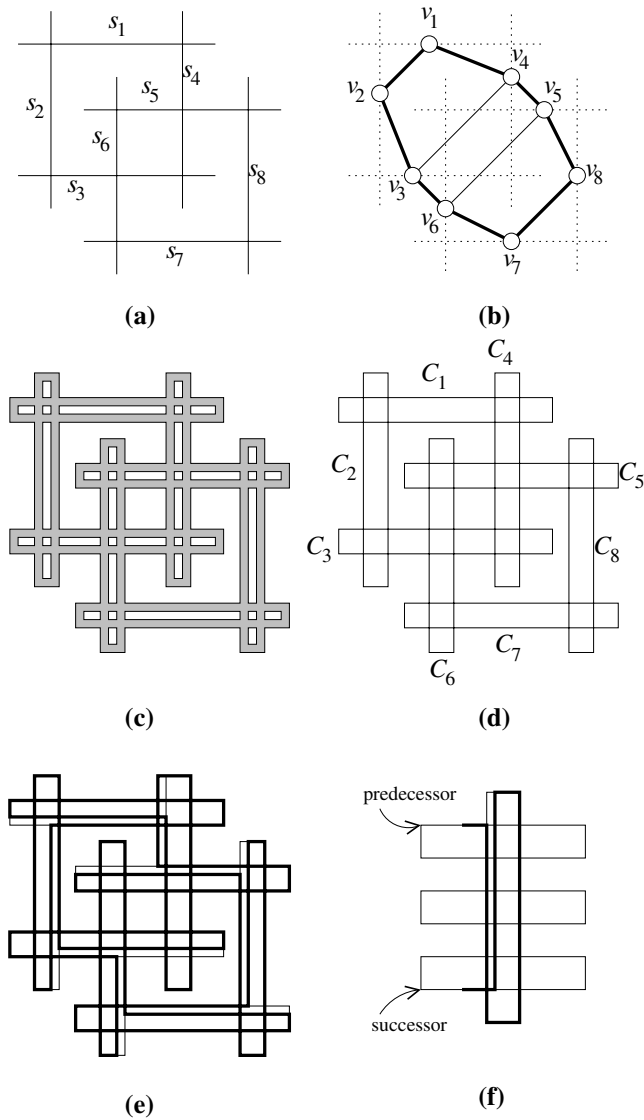 s1
s2
s4
s5
s6
s3
s8
s7
(a)
v1
v4
v2
v5
v3
v8
v6
v7
(b)
(c)
C4
C1
C2
C5
C3
C8
C7
C6
(d)
(e)
predecessor
successor
(f)